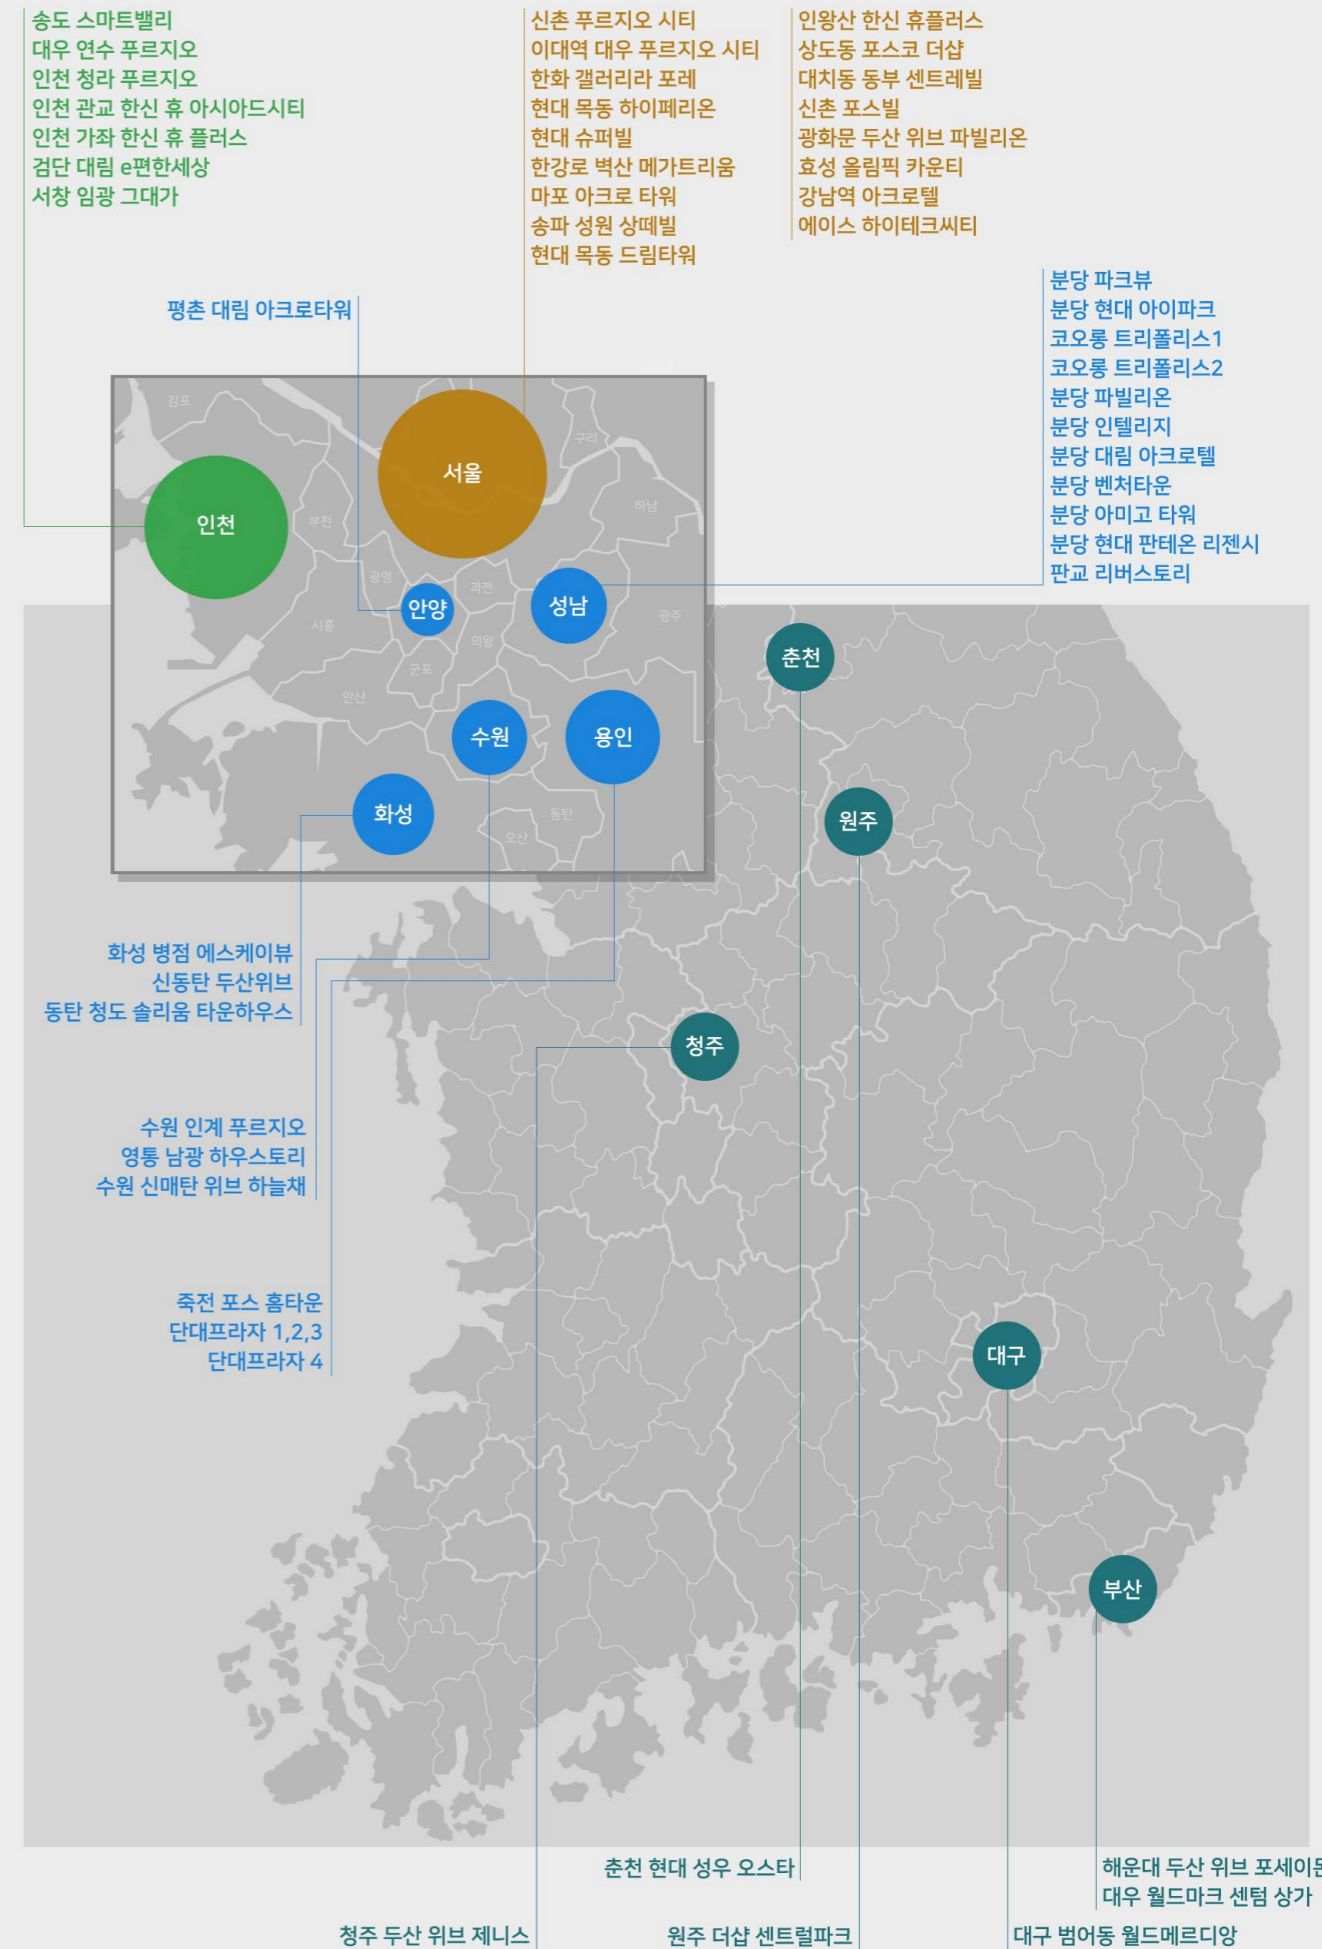 송도 스마트밸리
대우 연수 푸르지오
인천 청라 푸르지오
인천 관교 한신 휴 아시아드시티
인천 가좌 한신 휴 플러스
검단 대림 e편한세상
서창 임광 그대가
신촌 푸르지오 시티
이대역 대우 푸르지오 시티
한화 갤러리라 포레
현대 목동 하이페리온
현대 슈퍼빌
한강로 벽산 메가트리움
마포 아크로 타워
송파 성원 상떼빌
현대 목동 드림타워
인왕산 한신 휴플러스
상도동 포스코 더샵
대치동 동부 센트레빌
신촌 포스빌
광화문 두산 위브 파빌리온
효성 올림픽 카운티
강남역 아크로텔
에이스 하이테크씨티
평촌 대림 아크로타워
분당 파크뷰
분당 현대 아이파크
코오롱 트리폴리스1
코오롱 트리폴리스2
분당 파빌리온
분당 인텔리지
분당 대림 아크로텔
분당 벤처타운
분당 아미고 타워
분당 현대 판테온 리젠시
판교 리버스토리
김포
서울
구리
인천
부천
하남
광명
안양
과천
성남
시흥
의왕
광주
군포
안산
수원
용인
화성
오산
동탄
춘천
원주
화성 병점 에스케이뷰
신동탄 두산위브
동탄 청도 솔리움 타운하우스
청주
수원 인계 푸르지오
영통 남광 하우스토리
수원 신매탄 위브 하늘채
죽전 포스 홈타운
단대프라자 1,2,3
단대프라자 4
대구
부산
춘천 현대 성우 오스타
해운대 두산 위브 포세이돈
대우 월드마크 센텀 상가
청주 두산 위브 제니스
원주 더샵 센트럴파크
대구 범어동 월드메르디앙